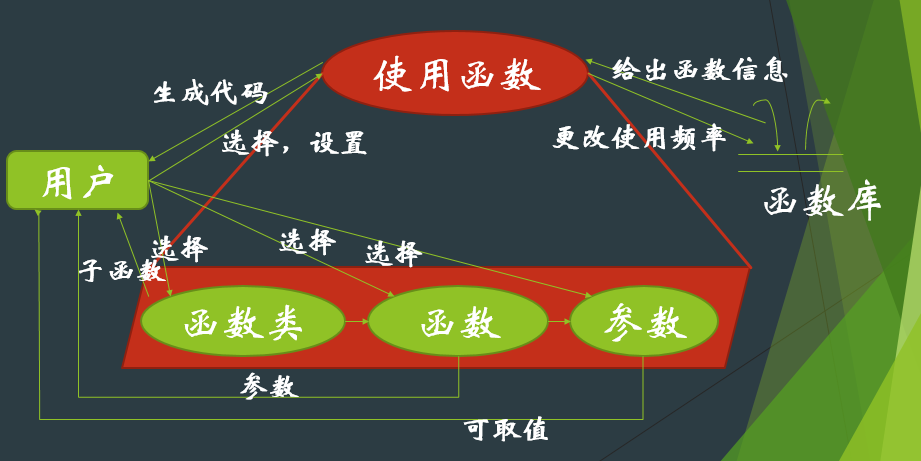 使用函数
给出函数信息
生成代码
选择，设置
更改使用频率
用户
函数库
选择
选择
选择
子函数
函数类
函数
参数
参数
可取值